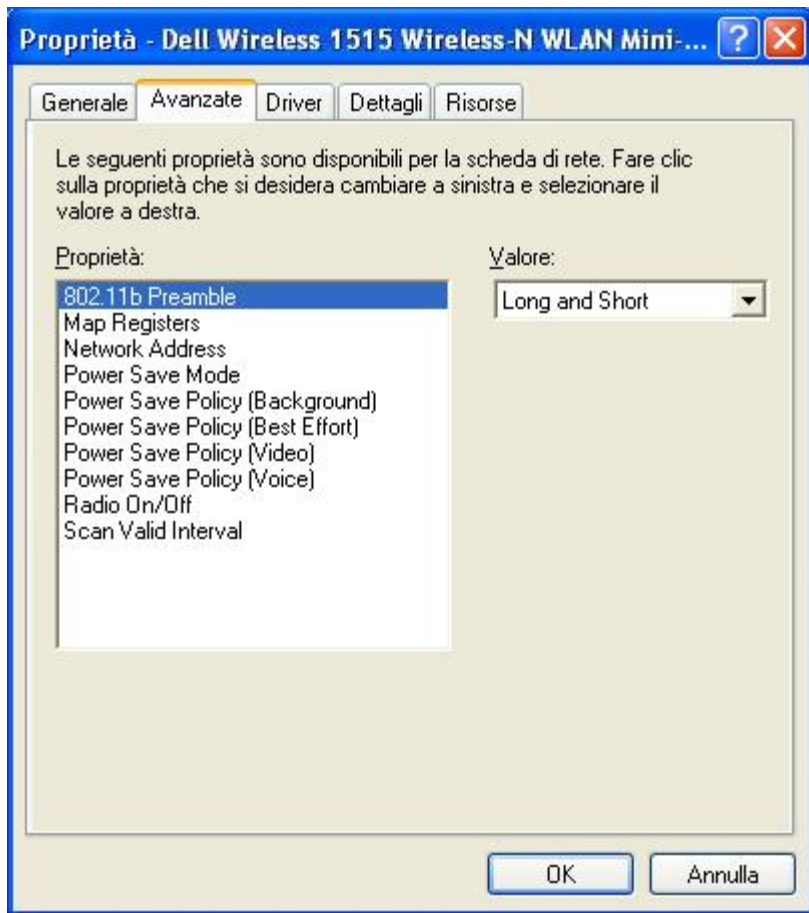 Proprietà - Dell Wireless 1515 Wireless-N WLAN Mini-...
Generale Avanzate Driver Dettagli Risorse
Le seguenti proprietà sono disponibili per la scheda di rete. Fare clic
sulla proprietà che si desidera cambiare a sinistra e selezionare il
valore a destra.
Proprietà:
802.11b Preamble
Map Registers
Network Address
Power Save Mode
Power Save Policy (Background)
Power Save Policy (Best Effort)
Power Save Policy (Video)
Power Save Policy (Voice)
Radio On/Off
Scan Valid Interval
Valore:
Long and Short
OK Annulla